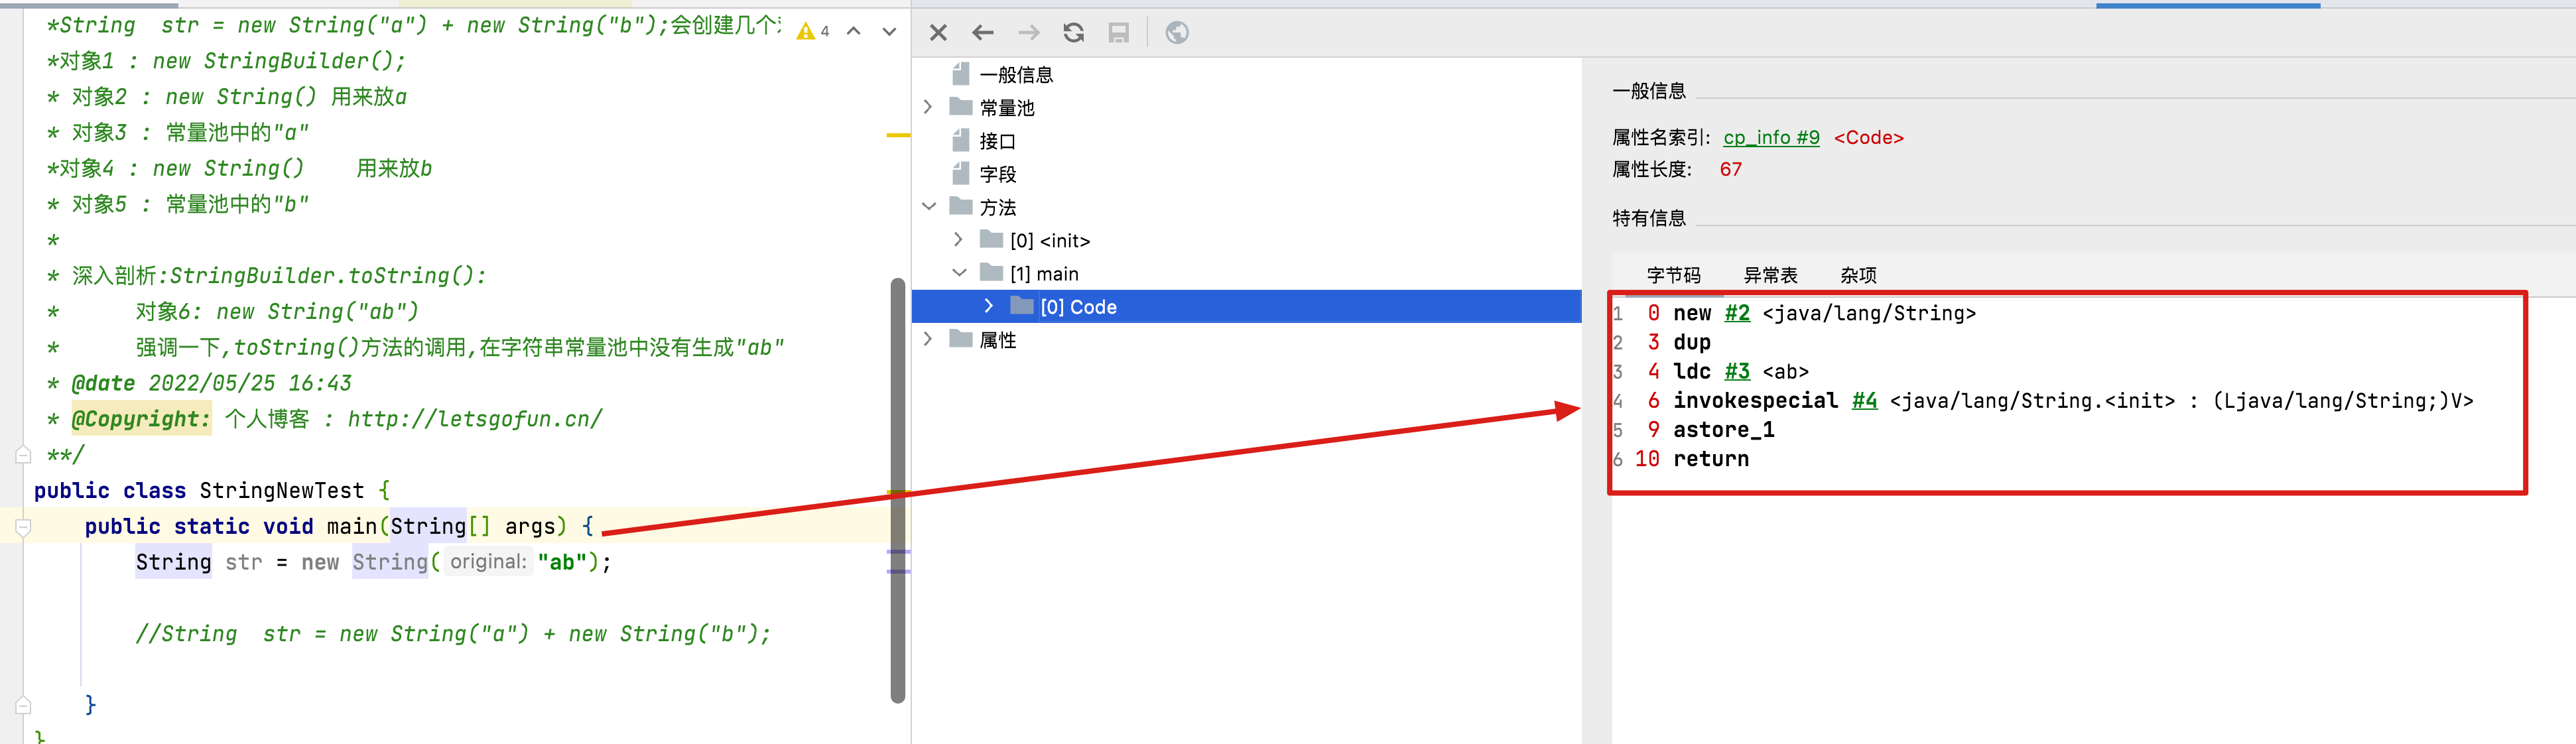 *String  str = new String("a") + new String("b");会创建几个
4
*对象1 : new StringBuilder();
* 对象2 : new String() 用来放a
* 对象3 : 常量池中的"a"
*对象4 : new String()    用来放b
* 对象5 : 常量池中的"b"
*
* 深入剖析:StringBuilder.toString():
*      对象6: new String("ab")
*      强调一下,toString()方法的调用,在字符串常量池中没有生成"ab"
* @date 2022/05/25 16:43
* @Copyright: 个人博客 : http://letsgofun.cn/
**/
public class StringNewTest {
public static void main(String[] args) {
String str = new String( original: "ab");
//String  str = new String("a") + new String("b");
}
}
一般信息
常量池
接口
字段
方法
[0] <init>
[1] main
[0] Code
属性
一般信息
属性名索引: cp_info #9 <Code>
属性长度: 67
特有信息
字节码 异常表 杂项
1 0 new #2 <java/lang/String>
2 3 dup
3 4 ldc #3 <ab>
4 6 invokespecial #4 <java/lang/String.<init> : (Ljava/lang/String;)V>
5 9 astore_1
6 10 return